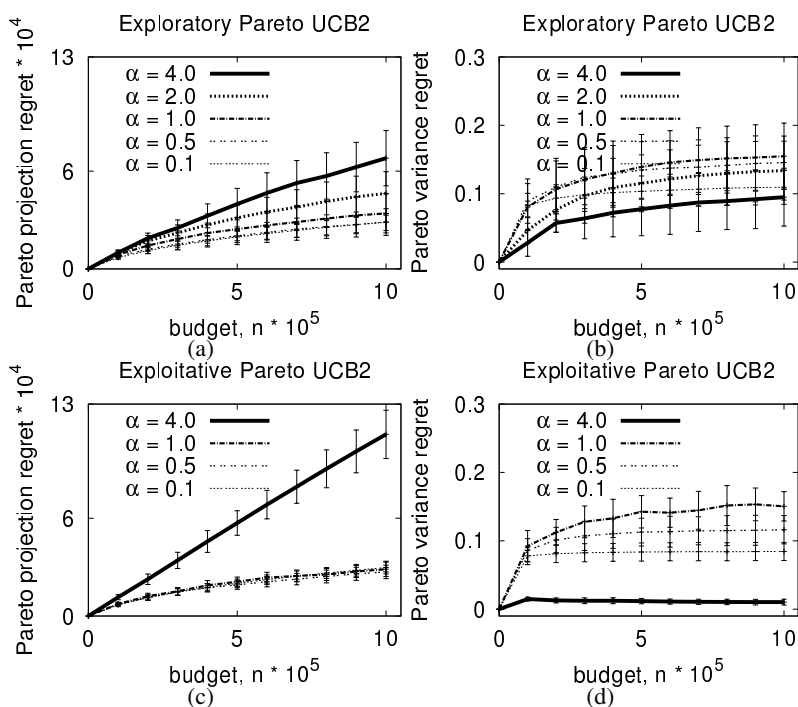 Exploratory Pareto UCB2
Pareto projection regret * 10^4
13
6
0
α = 4.0
α = 2.0
α = 1.0
α = 0.5
α = 0.1
0 5 10
budget, n * 10^5
(a)
Exploratory Pareto UCB2
Pareto variance regret
0.3
0.2
0.1
0
α = 4.0
α = 2.0
α = 1.0
α = 0.5
α = 0.1
0 5 10
budget, n * 10^5
(b)
Exploitative Pareto UCB2
Pareto projection regret * 10^4
13
6
0
α = 4.0
α = 1.0
α = 0.5
α = 0.1
0 5 10
budget, n * 10^5
(c)
Exploitative Pareto UCB2
Pareto variance regret
0.3
0.2
0.1
0
α = 4.0
α = 1.0
α = 0.5
α = 0.1
0 5 10
budget, n * 10^5
(d)